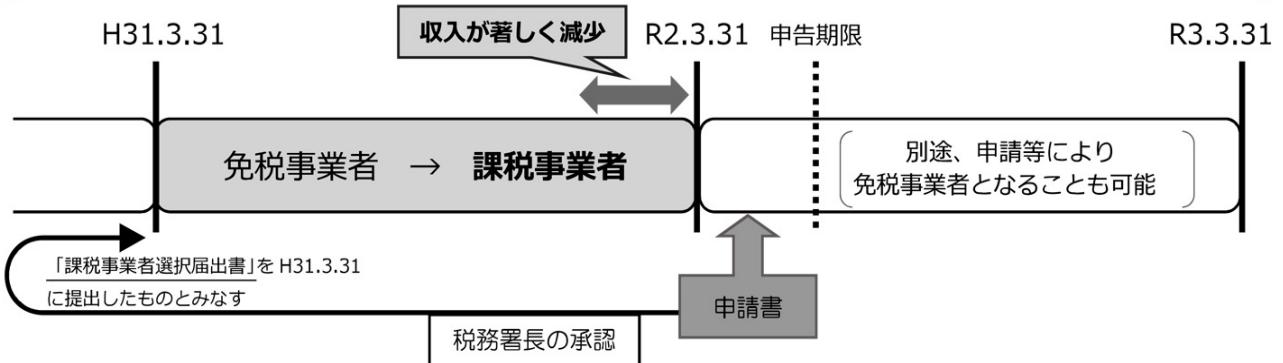 収入が著しく減少
H31.3.31
R2.3.31
申告期限
R3.3.31
免税事業者 → 課税事業者
別途、申請等により
免税事業者となることも可能
「課税事業者選択届出書」を H31.3.31
に提出したものとみなす
申請書
税務署長の承認